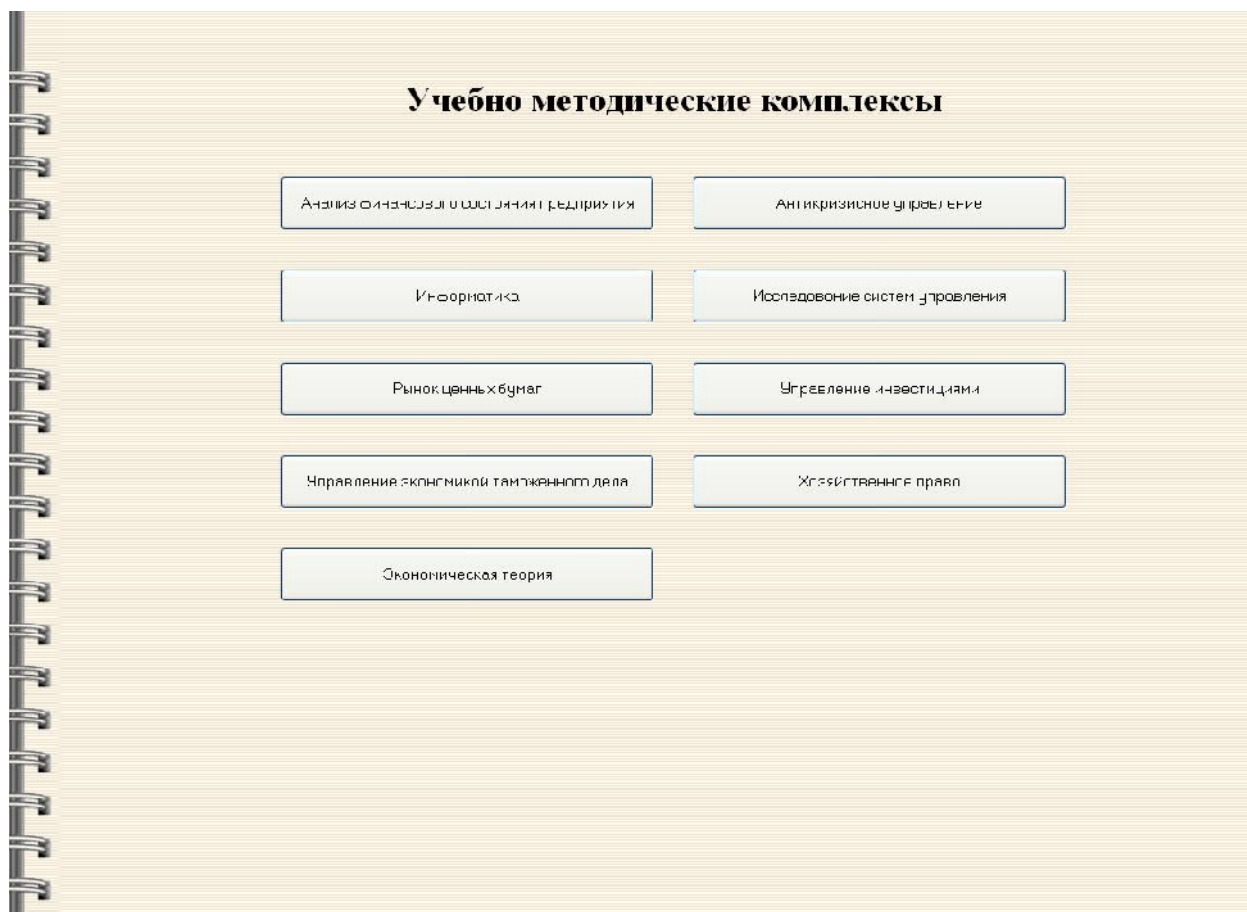 Учебно методические комплексы
Анализ финансового состояния предприятия
Антикризисное управление
Информатика
Исследование систем управления
Рынок ценных бумаг
Управление инвестициями
Управление экономикой таможенного дела
Хозяйственное право
Экономическая теория